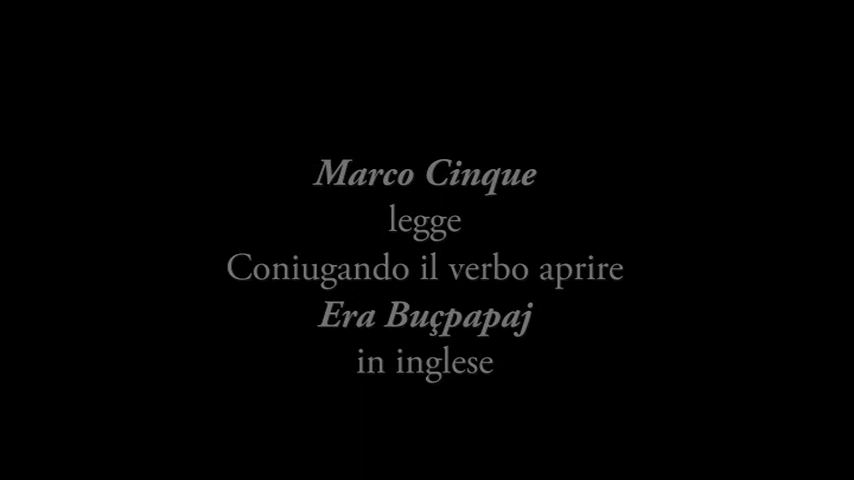 Marco Cinque
legge
Coniugando il verbo aprire
Era Buçpapaj
in inglese